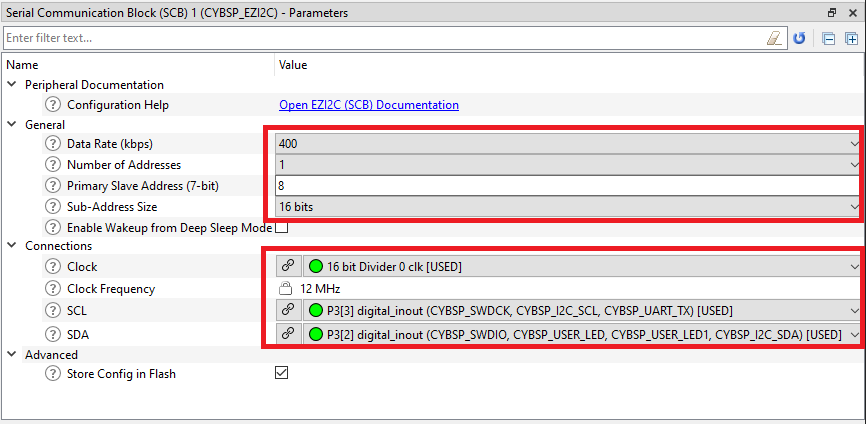 Serial Communication Block (SCB) 1 (CYBSP_EZI2C) - Parameters
Enter filter text...
Name Value
Peripheral Documentation
? Configuration Help Open EZI2C (SCB) Documentation
General
? Data Rate (kbps) 400
? Number of Addresses 1
? Primary Slave Address (7-bit) 8
? Sub-Address Size 16 bits
? Enable Wakeup from Deep Sleep Mode
Connections
? Clock 16 bit Divider 0 clk [USED]
? Clock Frequency 12 MHz
? SCL P3[3] digital_inout (CYBSP_SWDCK, CYBSP_I2C_SCL, CYBSP_UART_TX) [USED]
? SDA P3[2] digital_inout (CYBSP_SWDIO, CYBSP_USER_LED, CYBSP_USER_LED1, CYBSP_I2C_SDA) [USED]
Advanced
? Store Config in Flash